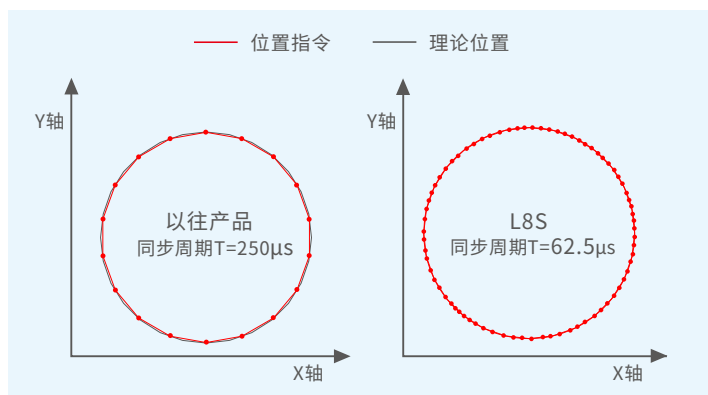 位置指令 理论位置
Y轴
以往产品
同步周期T=250μs
X轴
Y轴
L8S
同步周期T=62.5μs
X轴